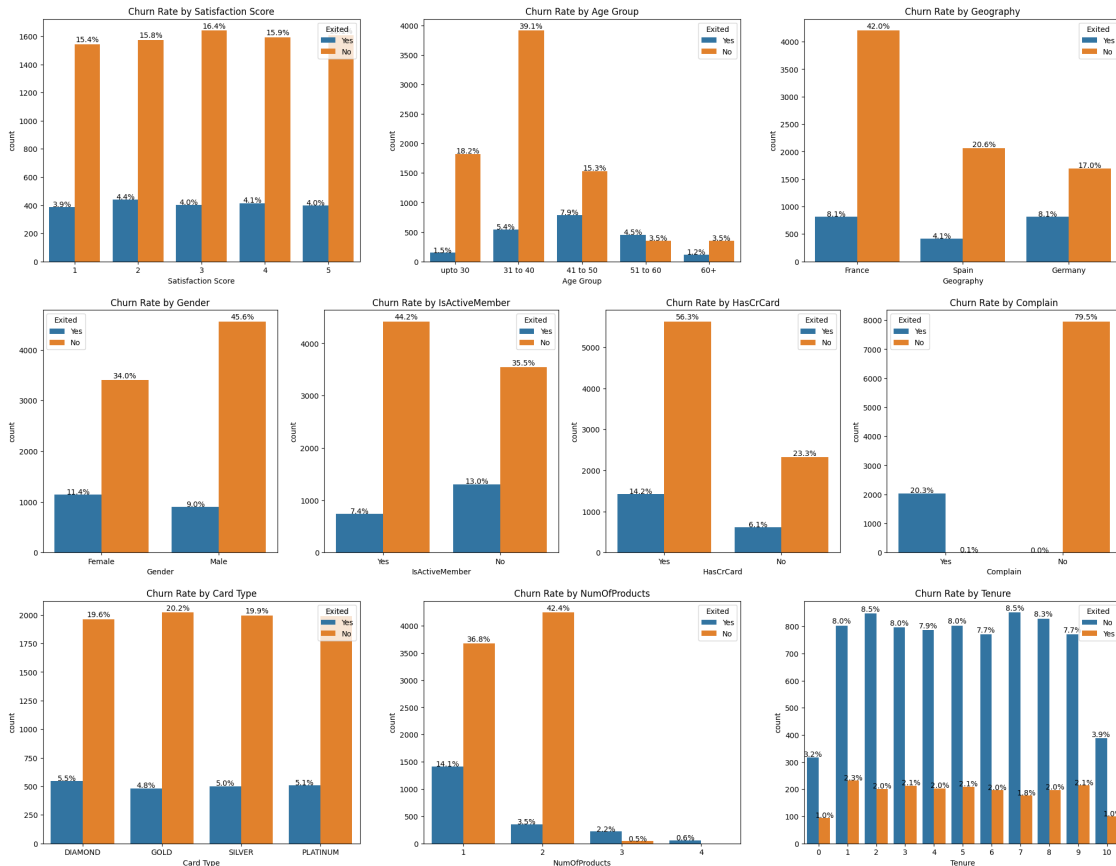 Churn Rate by Satisfaction Score
Exited
Yes
No
count
1600
1400
1200
1000
800
600
400
200
0
15.4%
15.8%
16.4%
15.9%
3.9%
4.4%
4.0%
4.1%
4.0%
1
2
3
4
5
Satisfaction Score
Churn Rate by Age Group
Exited
Yes
No
count
4000
3500
3000
2500
2000
1500
1000
500
0
18.2%
39.1%
15.3%
3.5%
3.5%
1.5%
5.4%
7.9%
4.5%
1.2%
upto 30
31 to 40
41 to 50
51 to 60
60+
Age Group
Churn Rate by Geography
Exited
Yes
No
count
4000
3500
3000
2500
2000
1500
1000
500
0
42.0%
20.6%
17.0%
8.1%
4.1%
8.1%
France
Spain
Germany
Geography
Churn Rate by Gender
Exited
Yes
No
count
4000
3000
2000
1000
0
34.0%
45.6%
11.4%
9.0%
Female
Male
Gender
Churn Rate by IsActiveMember
Exited
Yes
No
count
4000
3000
2000
1000
0
44.2%
35.5%
7.4%
13.0%
Yes
No
IsActiveMember
Churn Rate by HasCrCard
Exited
Yes
No
count
5000
4000
3000
2000
1000
0
56.3%
23.3%
14.2%
6.1%
Yes
No
HasCrCard
Churn Rate by Complain
Exited
Yes
No
count
8000
7000
6000
5000
4000
3000
2000
1000
0
79.5%
20.3%
0.1%
0.0%
Yes
No
Complain
Churn Rate by Card Type
Exited
Yes
No
count
2000
1750
1500
1250
1000
750
500
250
0
19.6%
20.2%
19.9%
5.5%
4.8%
5.0%
5.1%
DIAMOND
GOLD
SILVER
PLATINUM
Card Type
Churn Rate by NumOfProducts
Exited
Yes
No
count
4000
3500
3000
2500
2000
1500
1000
500
0
36.8%
42.4%
14.1%
3.5%
2.2%
0.5%
0.6%
1
2
3
4
NumOfProducts
Churn Rate by Tenure
Exited
No
Yes
count
800
700
600
500
400
300
200
100
0
3.2%
8.0%
8.5%
8.0%
7.9%
8.0%
7.7%
8.5%
8.3%
7.7%
3.9%
1.0%
2.3%
2.0%
2.1%
2.0%
2.1%
2.0%
1.8%
2.0%
2.1%
1.0%
0
1
2
3
4
5
6
7
8
9
10
Tenure